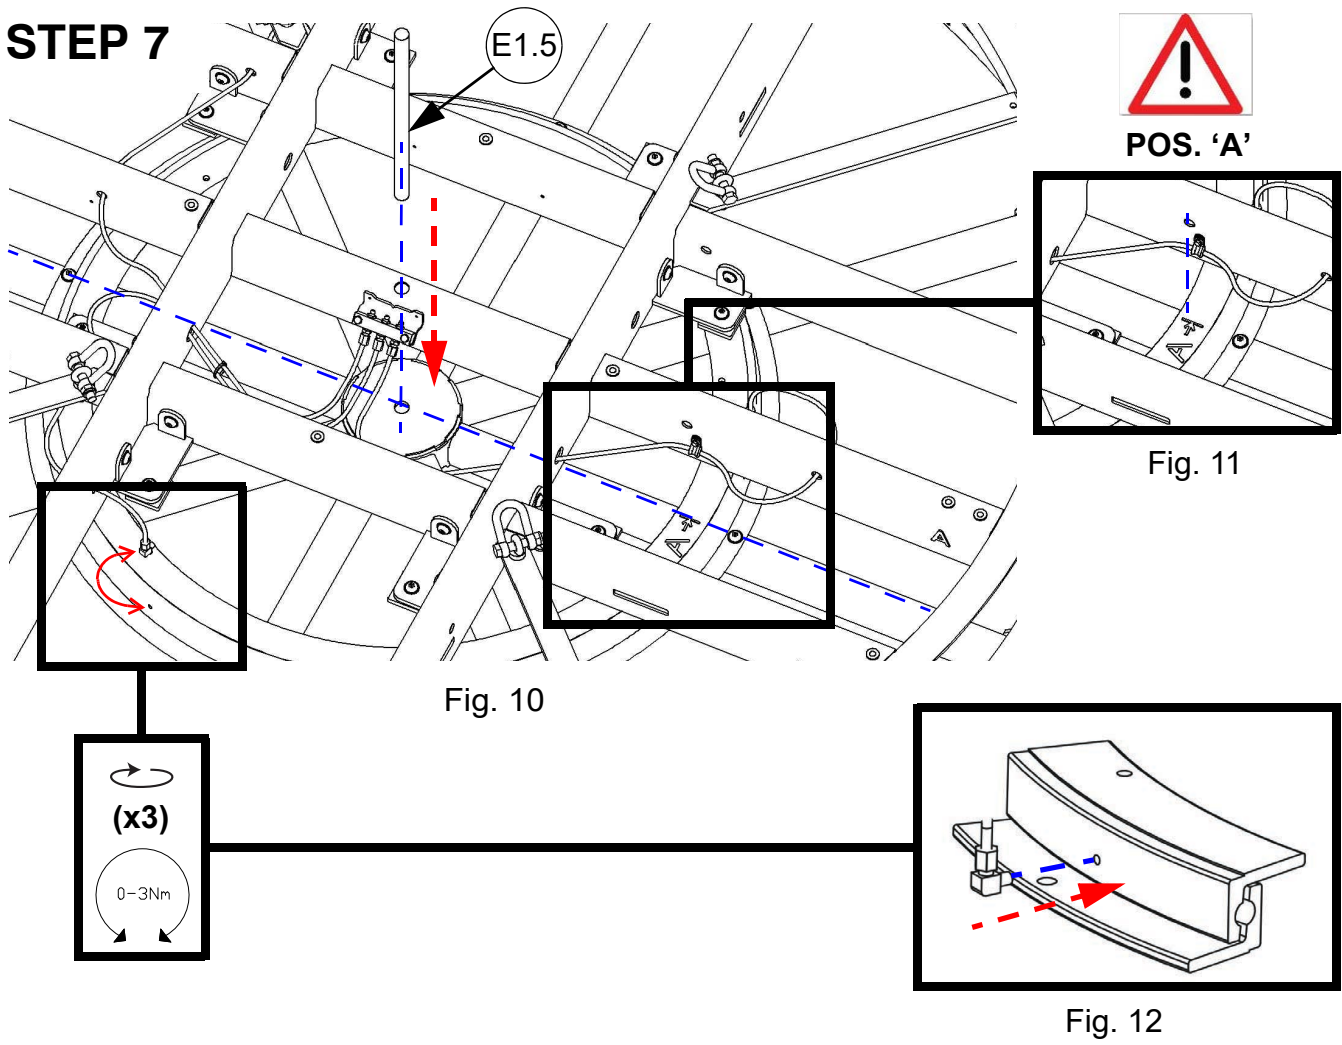 STEP 7
E1.5
POS. ‘A’
A
A
A
Fig. 11
Fig. 10
(x3)
0-3Nm
Fig. 12